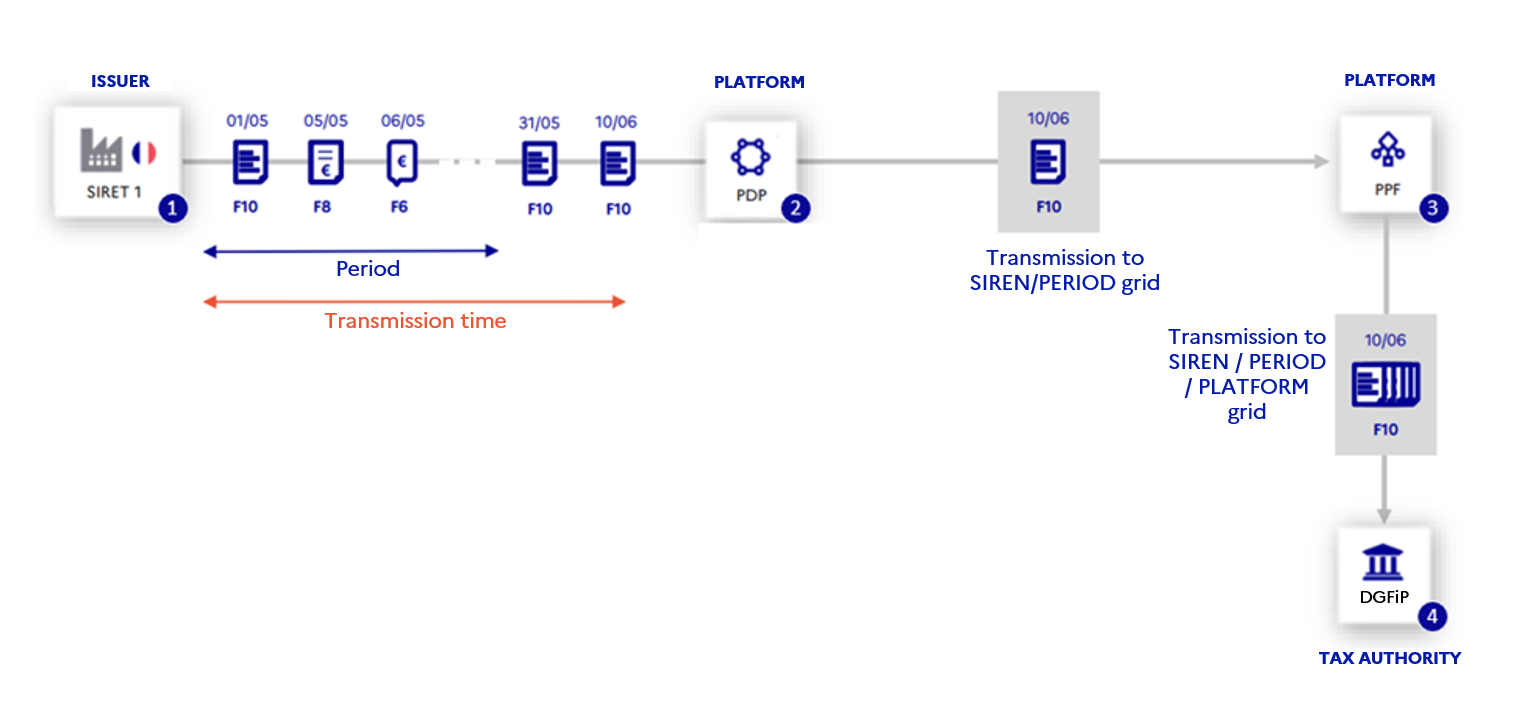 ISSUER
SIRET 1
1
01/05
F10
05/05
€
F8
06/05
€
F6
31/05
F10
10/06
F10
Period
Transmission time
PLATFORM
PDP
2
10/06
F10
Transmission to
SIREN/PERIOD grid
PLATFORM
PPF
3
Transmission to
SIREN / PERIOD
/ PLATFORM
grid
10/06
F10
DGFiP
4
TAX AUTHORITY